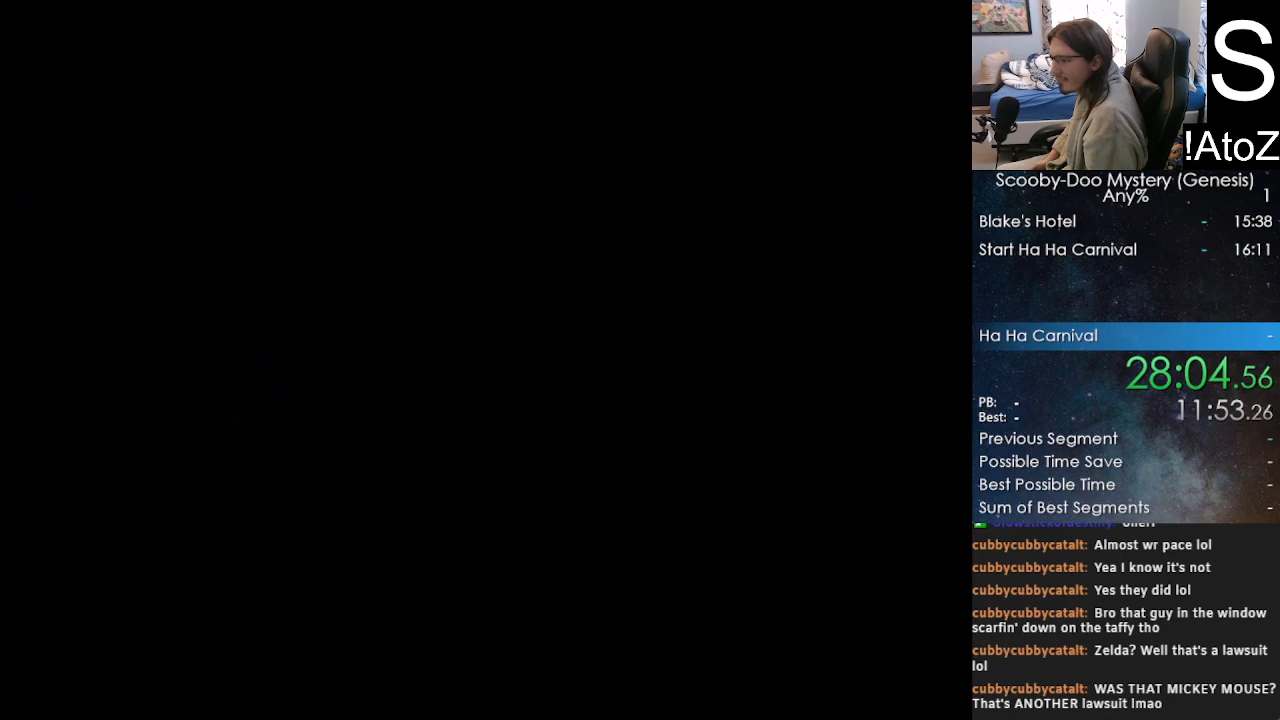 S
!AtoZ
Scooby-Doo Mystery (Genesis)
Any% 1
Blake's Hotel - 15:38
Start Ha Ha Carnival - 16:11
Ha Ha Carnival -
28:04.56
PB: - 11:53.26
Best: -
Previous Segment -
Possible Time Save -
Best Possible Time -
Sum of Best Segments -
cubbycubbycatalt: Almost wr pace lol
cubbycubbycatalt: Yea I know it's not
cubbycubbycatalt: Yes they did lol
cubbycubbycatalt: Bro that guy in the window
scarfin' down on the taffy tho
cubbycubbycatalt: Zelda? Well that's a lawsuit
lol
cubbycubbycatalt: WAS THAT MICKEY MOUSE?
That's ANOTHER lawsuit lmao